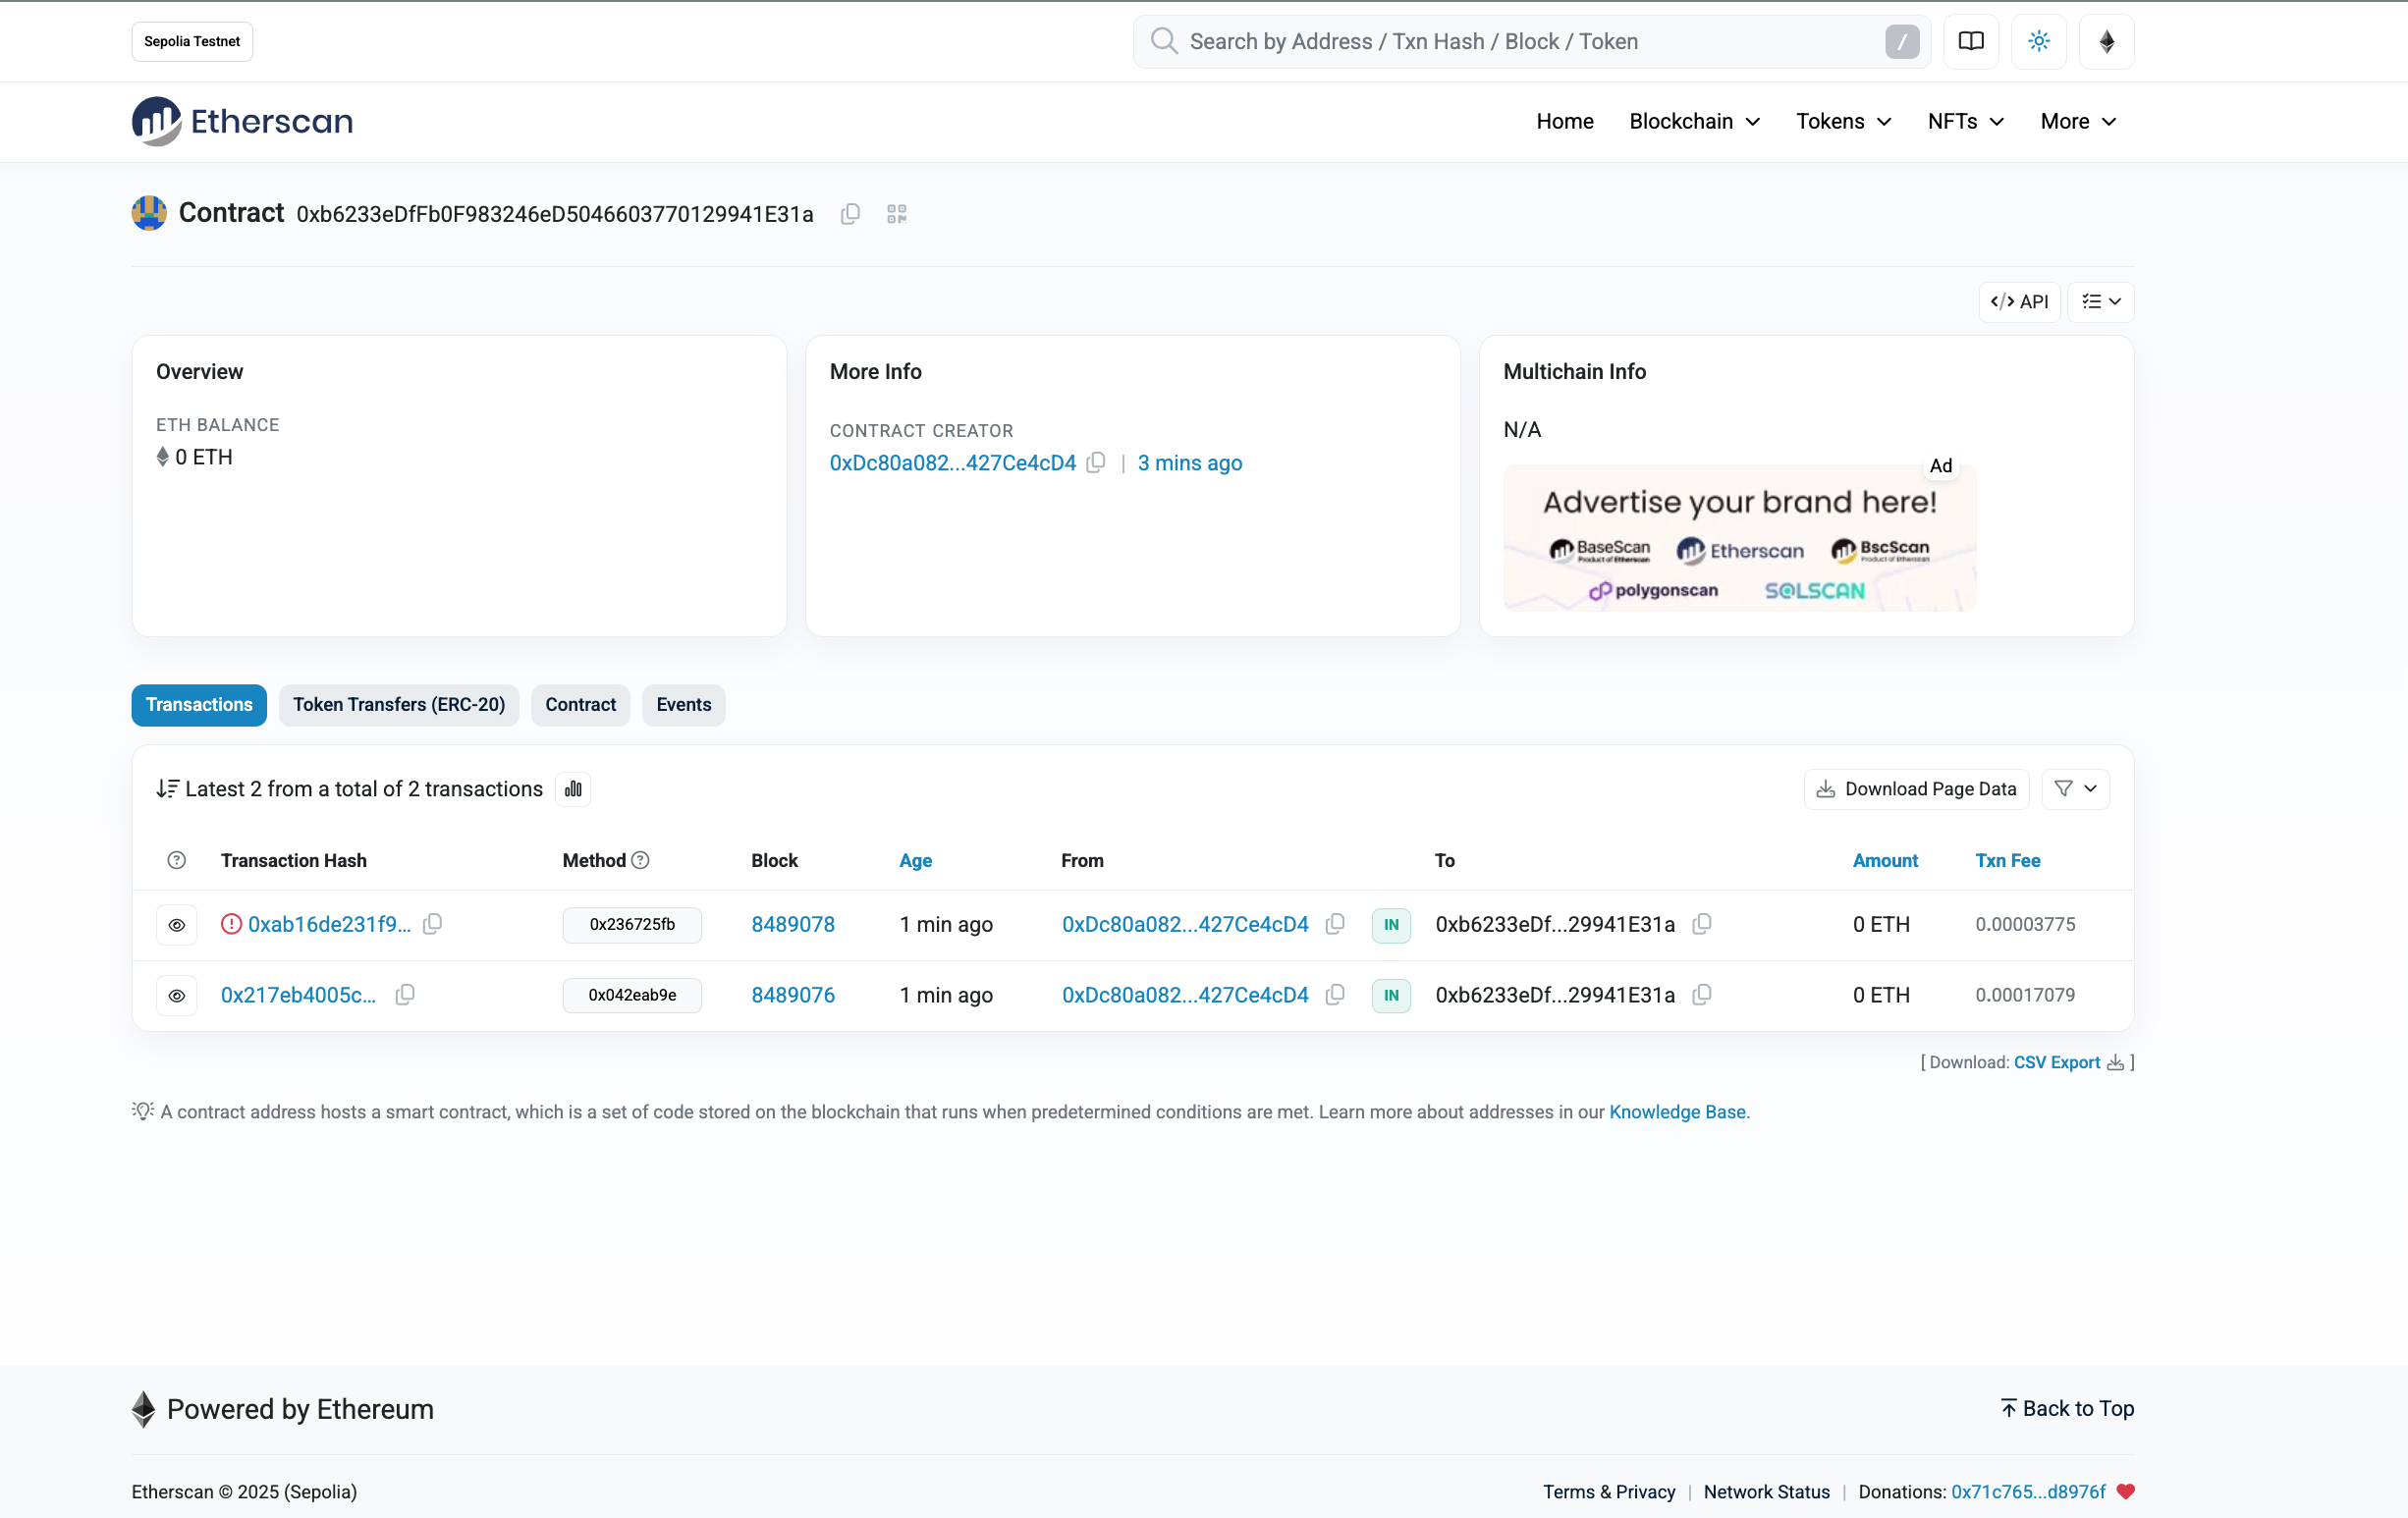 Sepolia Testnet
Search by Address / Txn Hash / Block / Token
/
Etherscan
Home
Blockchain
Tokens
NFTs
More
Contract 0xb6233eDfFb0F983246eD5046603770129941E31a
API
Overview
ETH BALANCE
0 ETH
More Info
CONTRACT CREATOR
0xDc80a082...427Ce4cD4 | 3 mins ago
Multichain Info
N/A
Ad
Advertise your brand here!
BaseScan
Product of Etherscan
Etherscan
BscScan
Product of Etherscan
polygonscan
SOLSCAN
Transactions
Token Transfers (ERC-20)
Contract
Events
Latest 2 from a total of 2 transactions
Download Page Data
Transaction Hash Method Block Age From To Amount Txn Fee
0xab16de231f9... 0x236725fb 8489078 1 min ago 0xDc80a082...427Ce4cD4 IN 0xb6233eDf...29941E31a 0 ETH 0.00003775
0x217eb4005c... 0x042eab9e 8489076 1 min ago 0xDc80a082...427Ce4cD4 IN 0xb6233eDf...29941E31a 0 ETH 0.00017079
[ Download: CSV Export ]
A contract address hosts a smart contract, which is a set of code stored on the blockchain that runs when predetermined conditions are met. Learn more about addresses in our Knowledge Base.
Powered by Ethereum
Back to Top
Etherscan © 2025 (Sepolia)
Terms & Privacy | Network Status | Donations: 0x71c765...d8976f